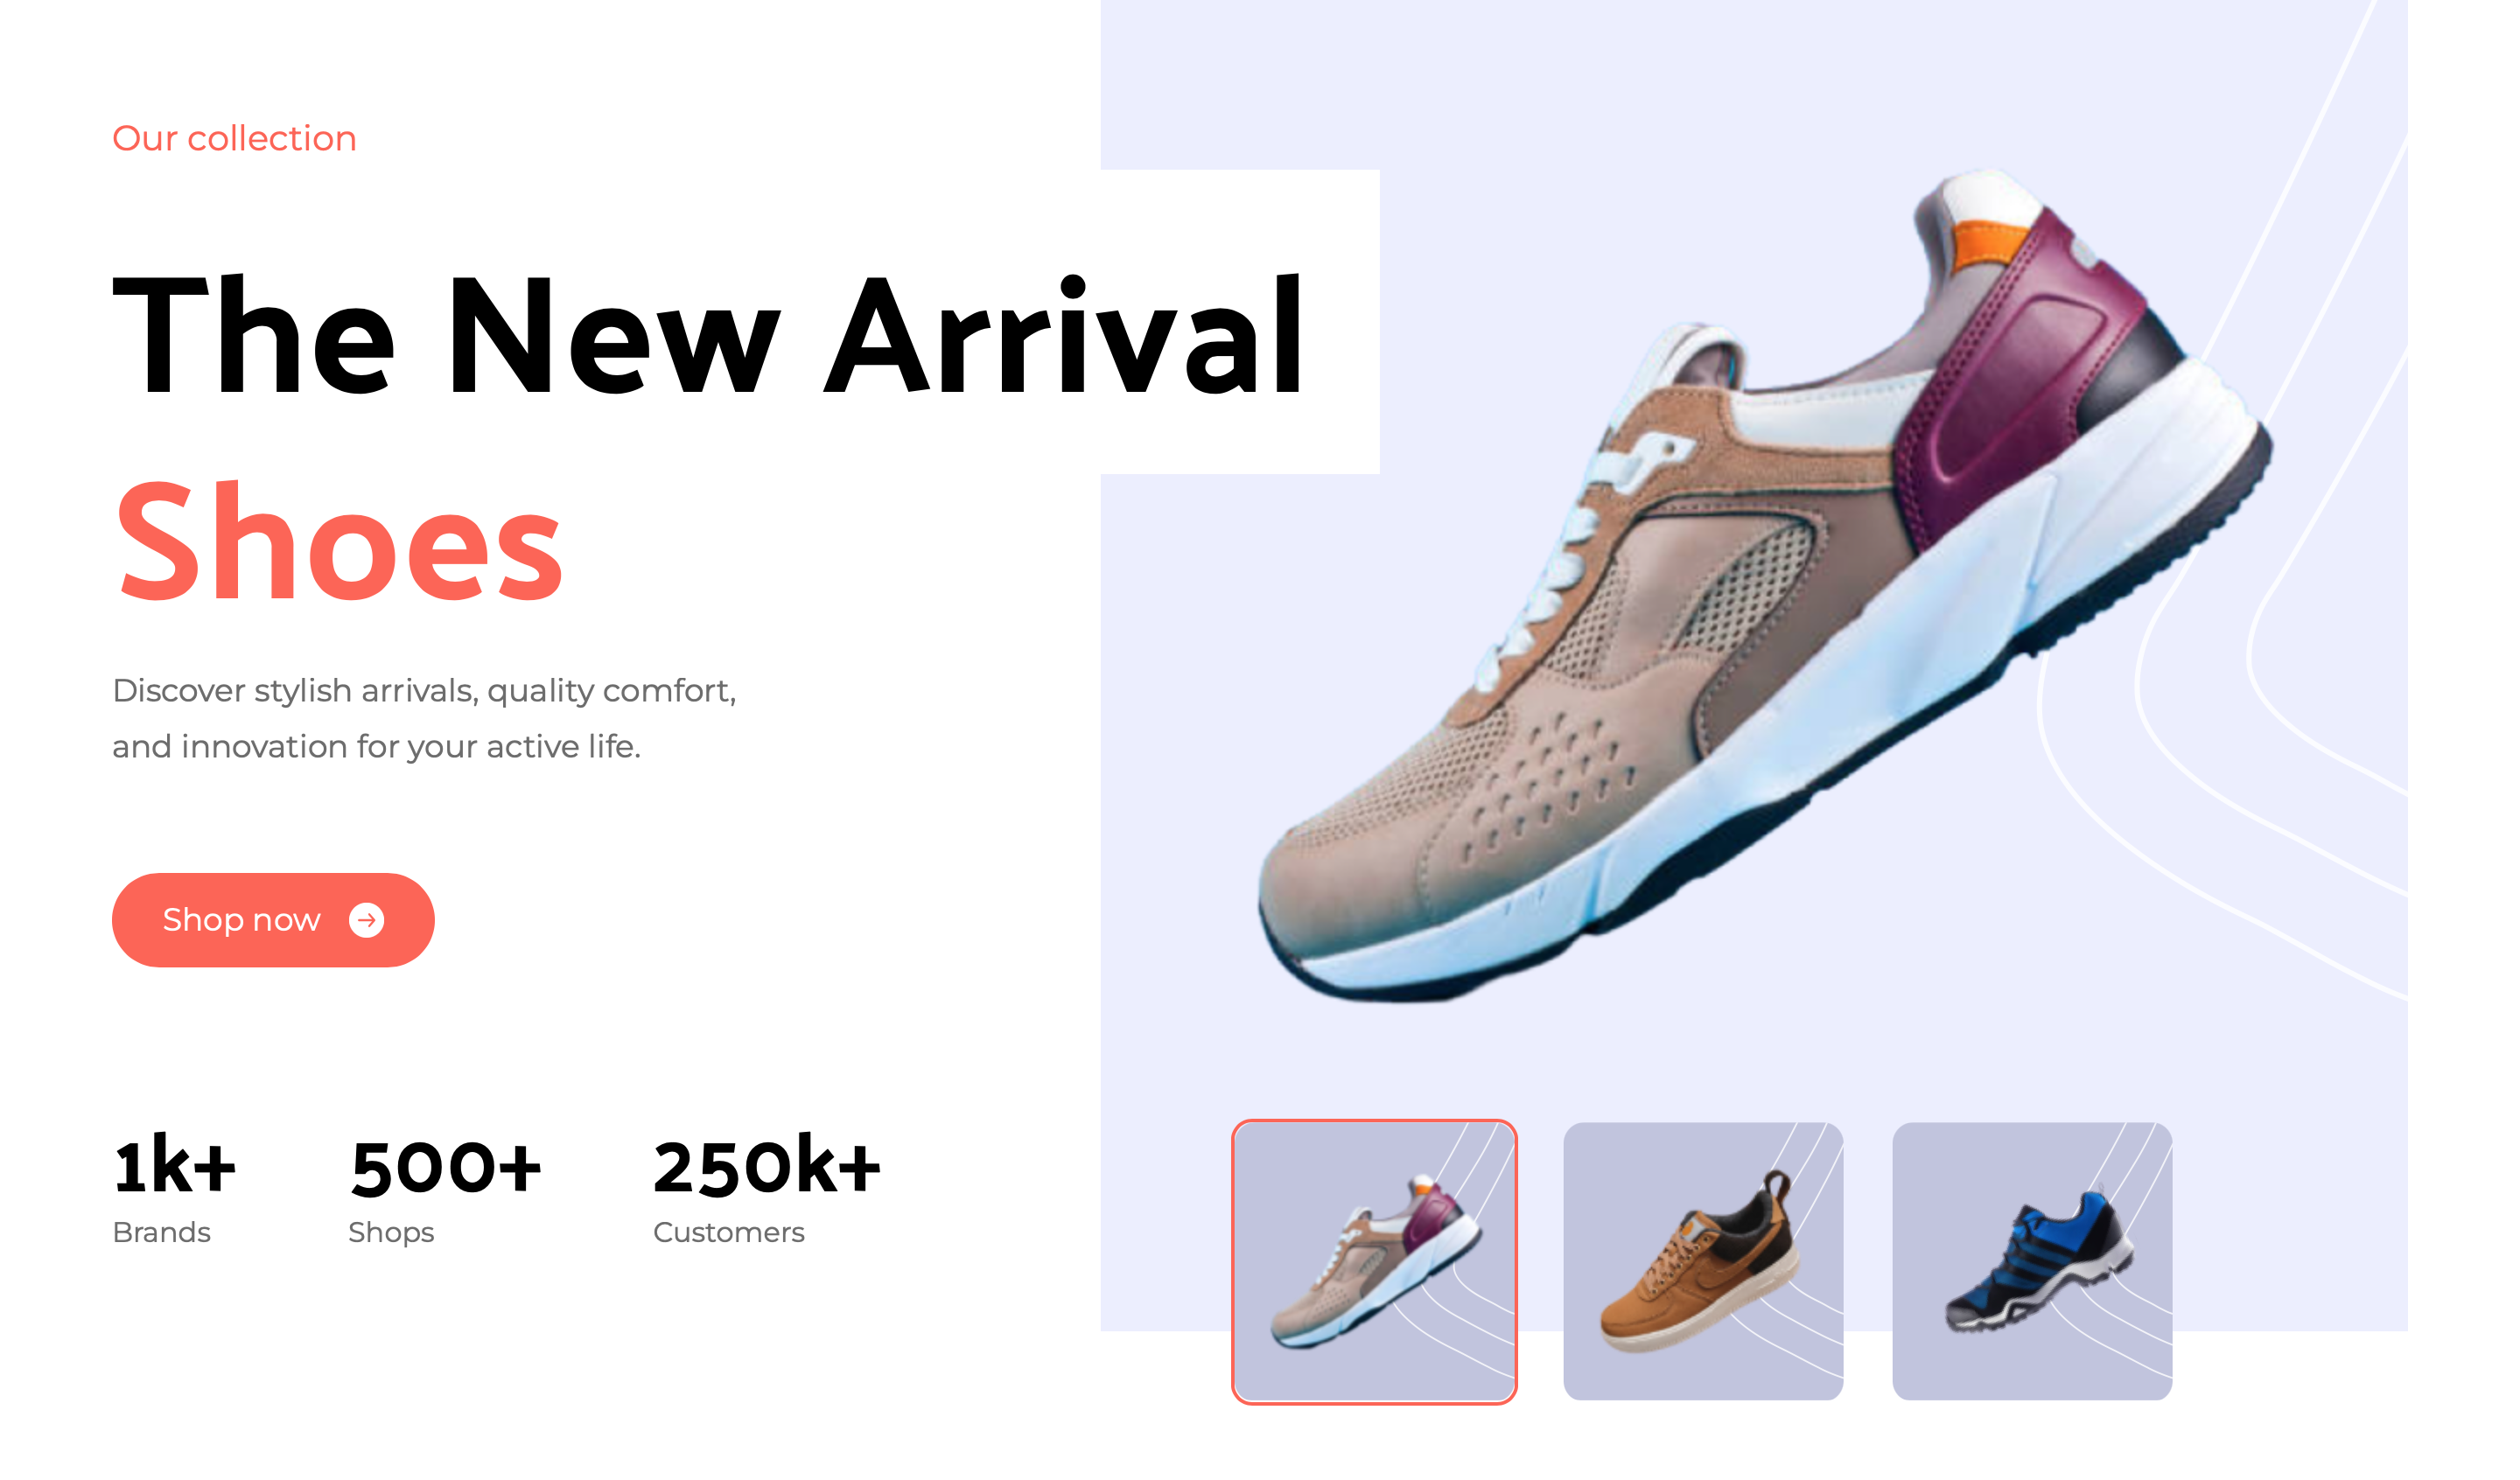 Our collection
The New Arrival
Shoes
Discover stylish arrivals, quality comfort,
and innovation for your active life.
Shop now
1k+
Brands
500+
Shops
250k+
Customers